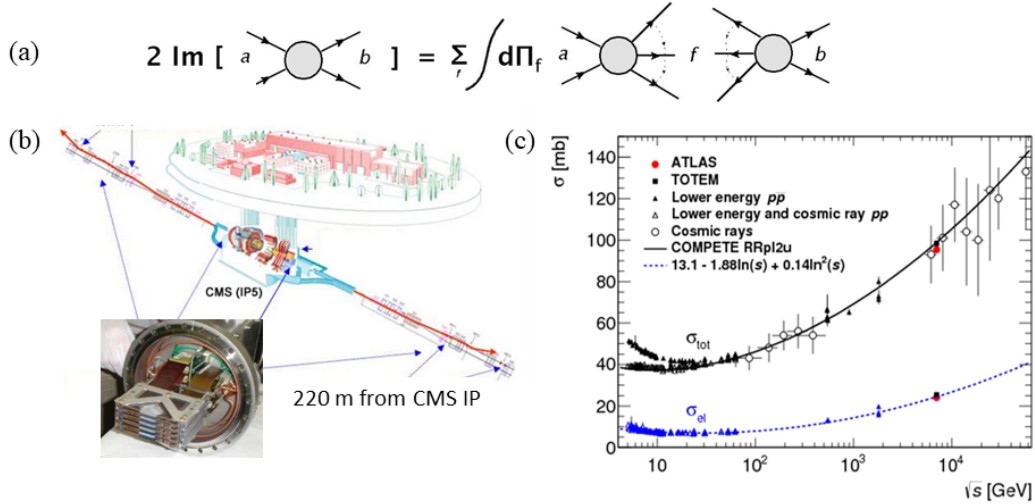 (a)
2 Im [ a b ] = Σ f ∫ dΠf a f b
(b)
CMS (IP5)
220 m from CMS IP
(c)
σ [mb]
140
120
100
80
60
40
20
0
ATLAS
TOTEM
Lower energy pp̅
Lower energy and cosmic ray pp
Cosmic rays
COMPETE RRpl2u
13.1 - 1.88ln(s) + 0.14ln²(s)
σtot
σel
10
10²
10³
10⁴
√s [GeV]